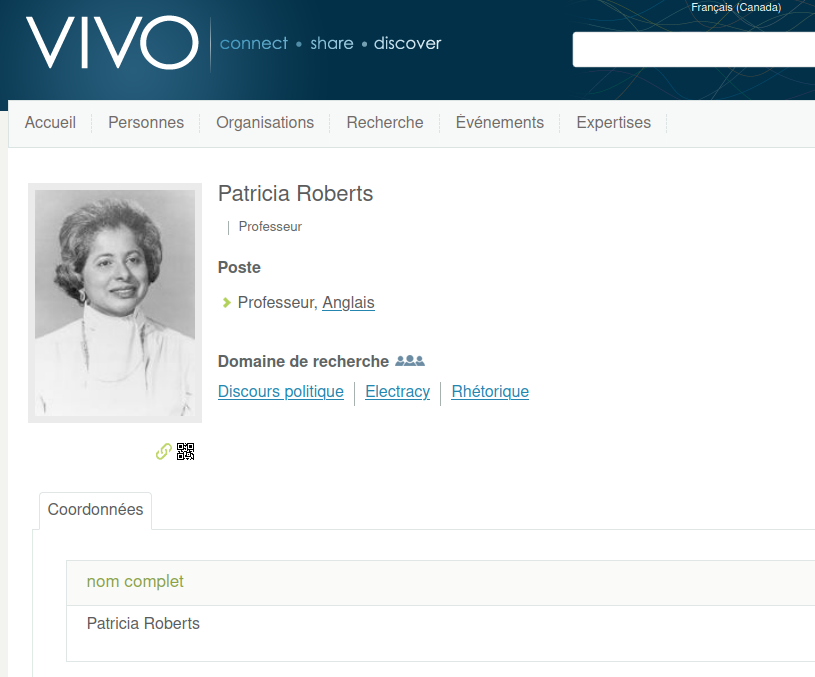 Français (Canada)
VIVO connect • share • discover
Accueil Personnes Organisations Recherche Événements Expertises
Patricia Roberts
Professeur
Poste
Professeur, Anglais
Domaine de recherche
Discours politique Electracy Rhétorique
Coordonnées
nom complet
Patricia Roberts